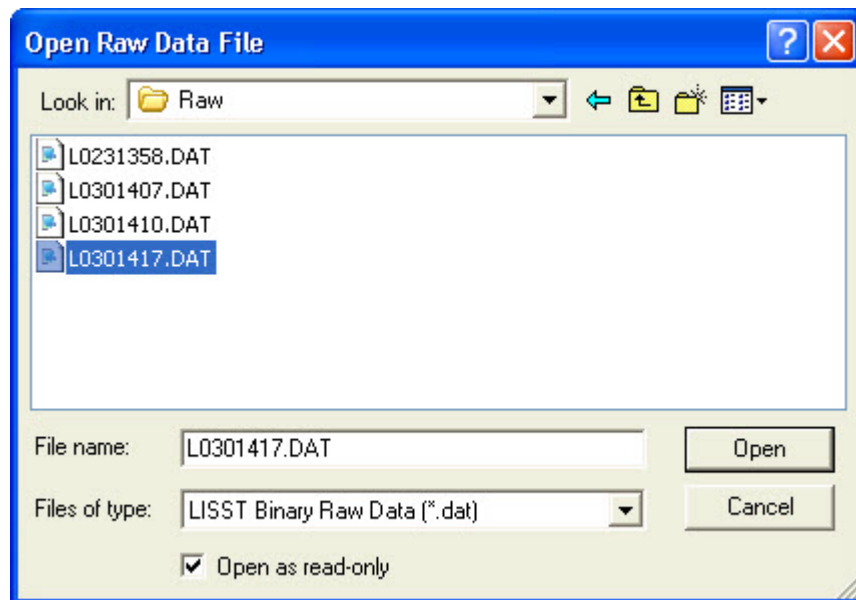 Open Raw Data File
Look in: Raw
L0231358.DAT
L0301407.DAT
L0301410.DAT
L0301417.DAT
File name: L0301417.DAT Open
Files of type: LISST Binary Raw Data (*.dat) Cancel
Open as read-only